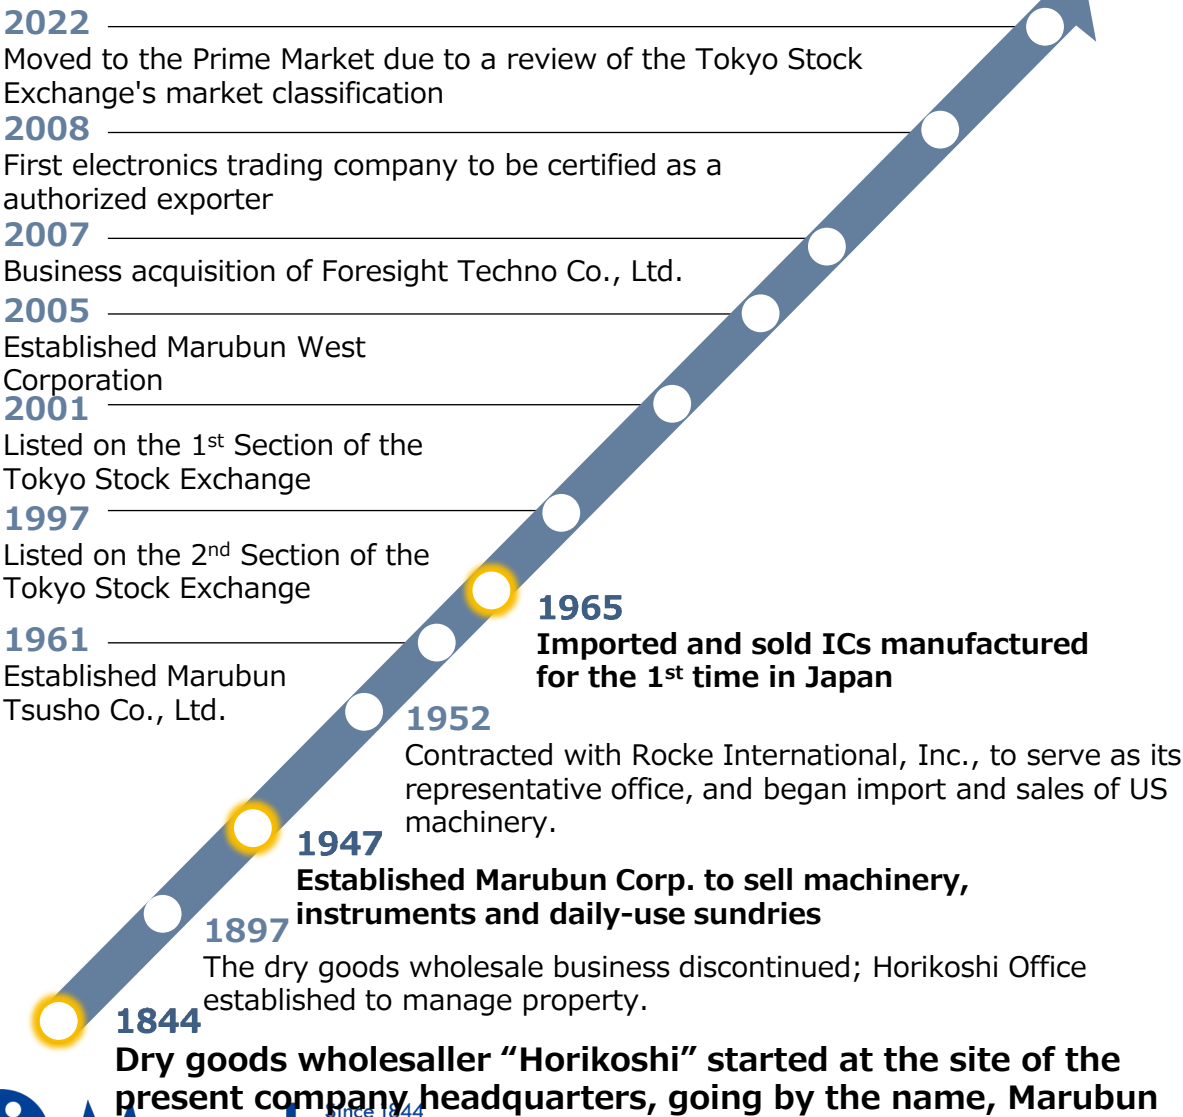 2022
Moved to the Prime Market due to a review of the Tokyo Stock
Exchange's market classification
2008
First electronics trading company to be certified as a
authorized exporter
2007
Business acquisition of Foresight Techno Co., Ltd.
2005
Established Marubun West
Corporation
2001
Listed on the 1st Section of the
Tokyo Stock Exchange
1997
Listed on the 2nd Section of the
Tokyo Stock Exchange
1965
Imported and sold ICs manufactured
for the 1st time in Japan
1961
Established Marubun
Tsusho Co., Ltd.
1952
Contracted with Rocke International, Inc., to serve as its
representative office, and began import and sales of US
machinery.
1947
Established Marubun Corp. to sell machinery,
instruments and daily-use sundries
1897
The dry goods wholesale business discontinued; Horikoshi Office
established to manage property.
1844
Dry goods wholesaller “Horikoshi” started at the site of the
present company headquarters, going by the name, Marubun
Since 1844